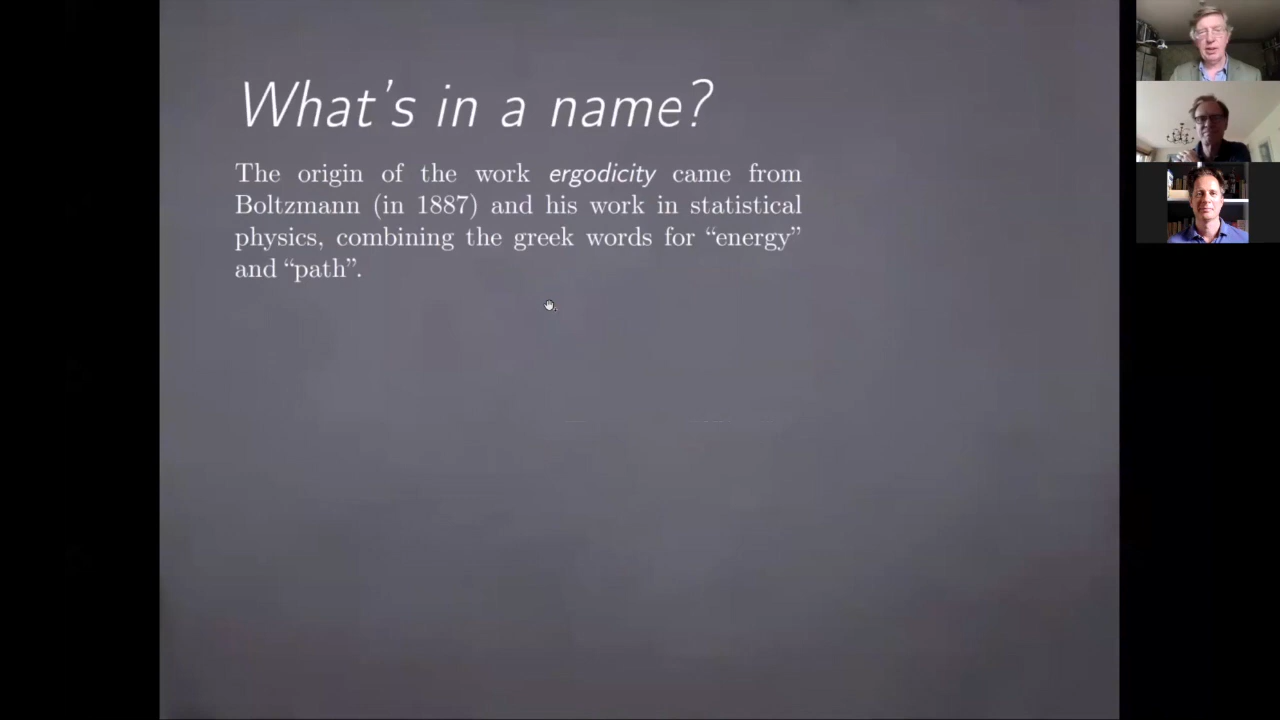 What's in a name?
The origin of the work ergodicity came from
Boltzmann (in 1887) and his work in statistical
physics, combining the greek words for “energy”
and “path”.